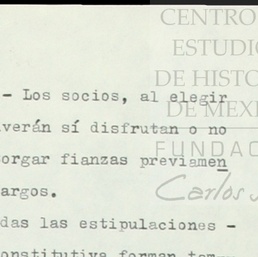 CENTRO
ESTUDIO
DE HISTO
DE MEXI
FUNDAC
Carlos S
- Los socios, al elegir
verán sí disfrutan o no
orgar fianzas previamen
argos.
das las estipulaciones -
onstitutiva forman tam